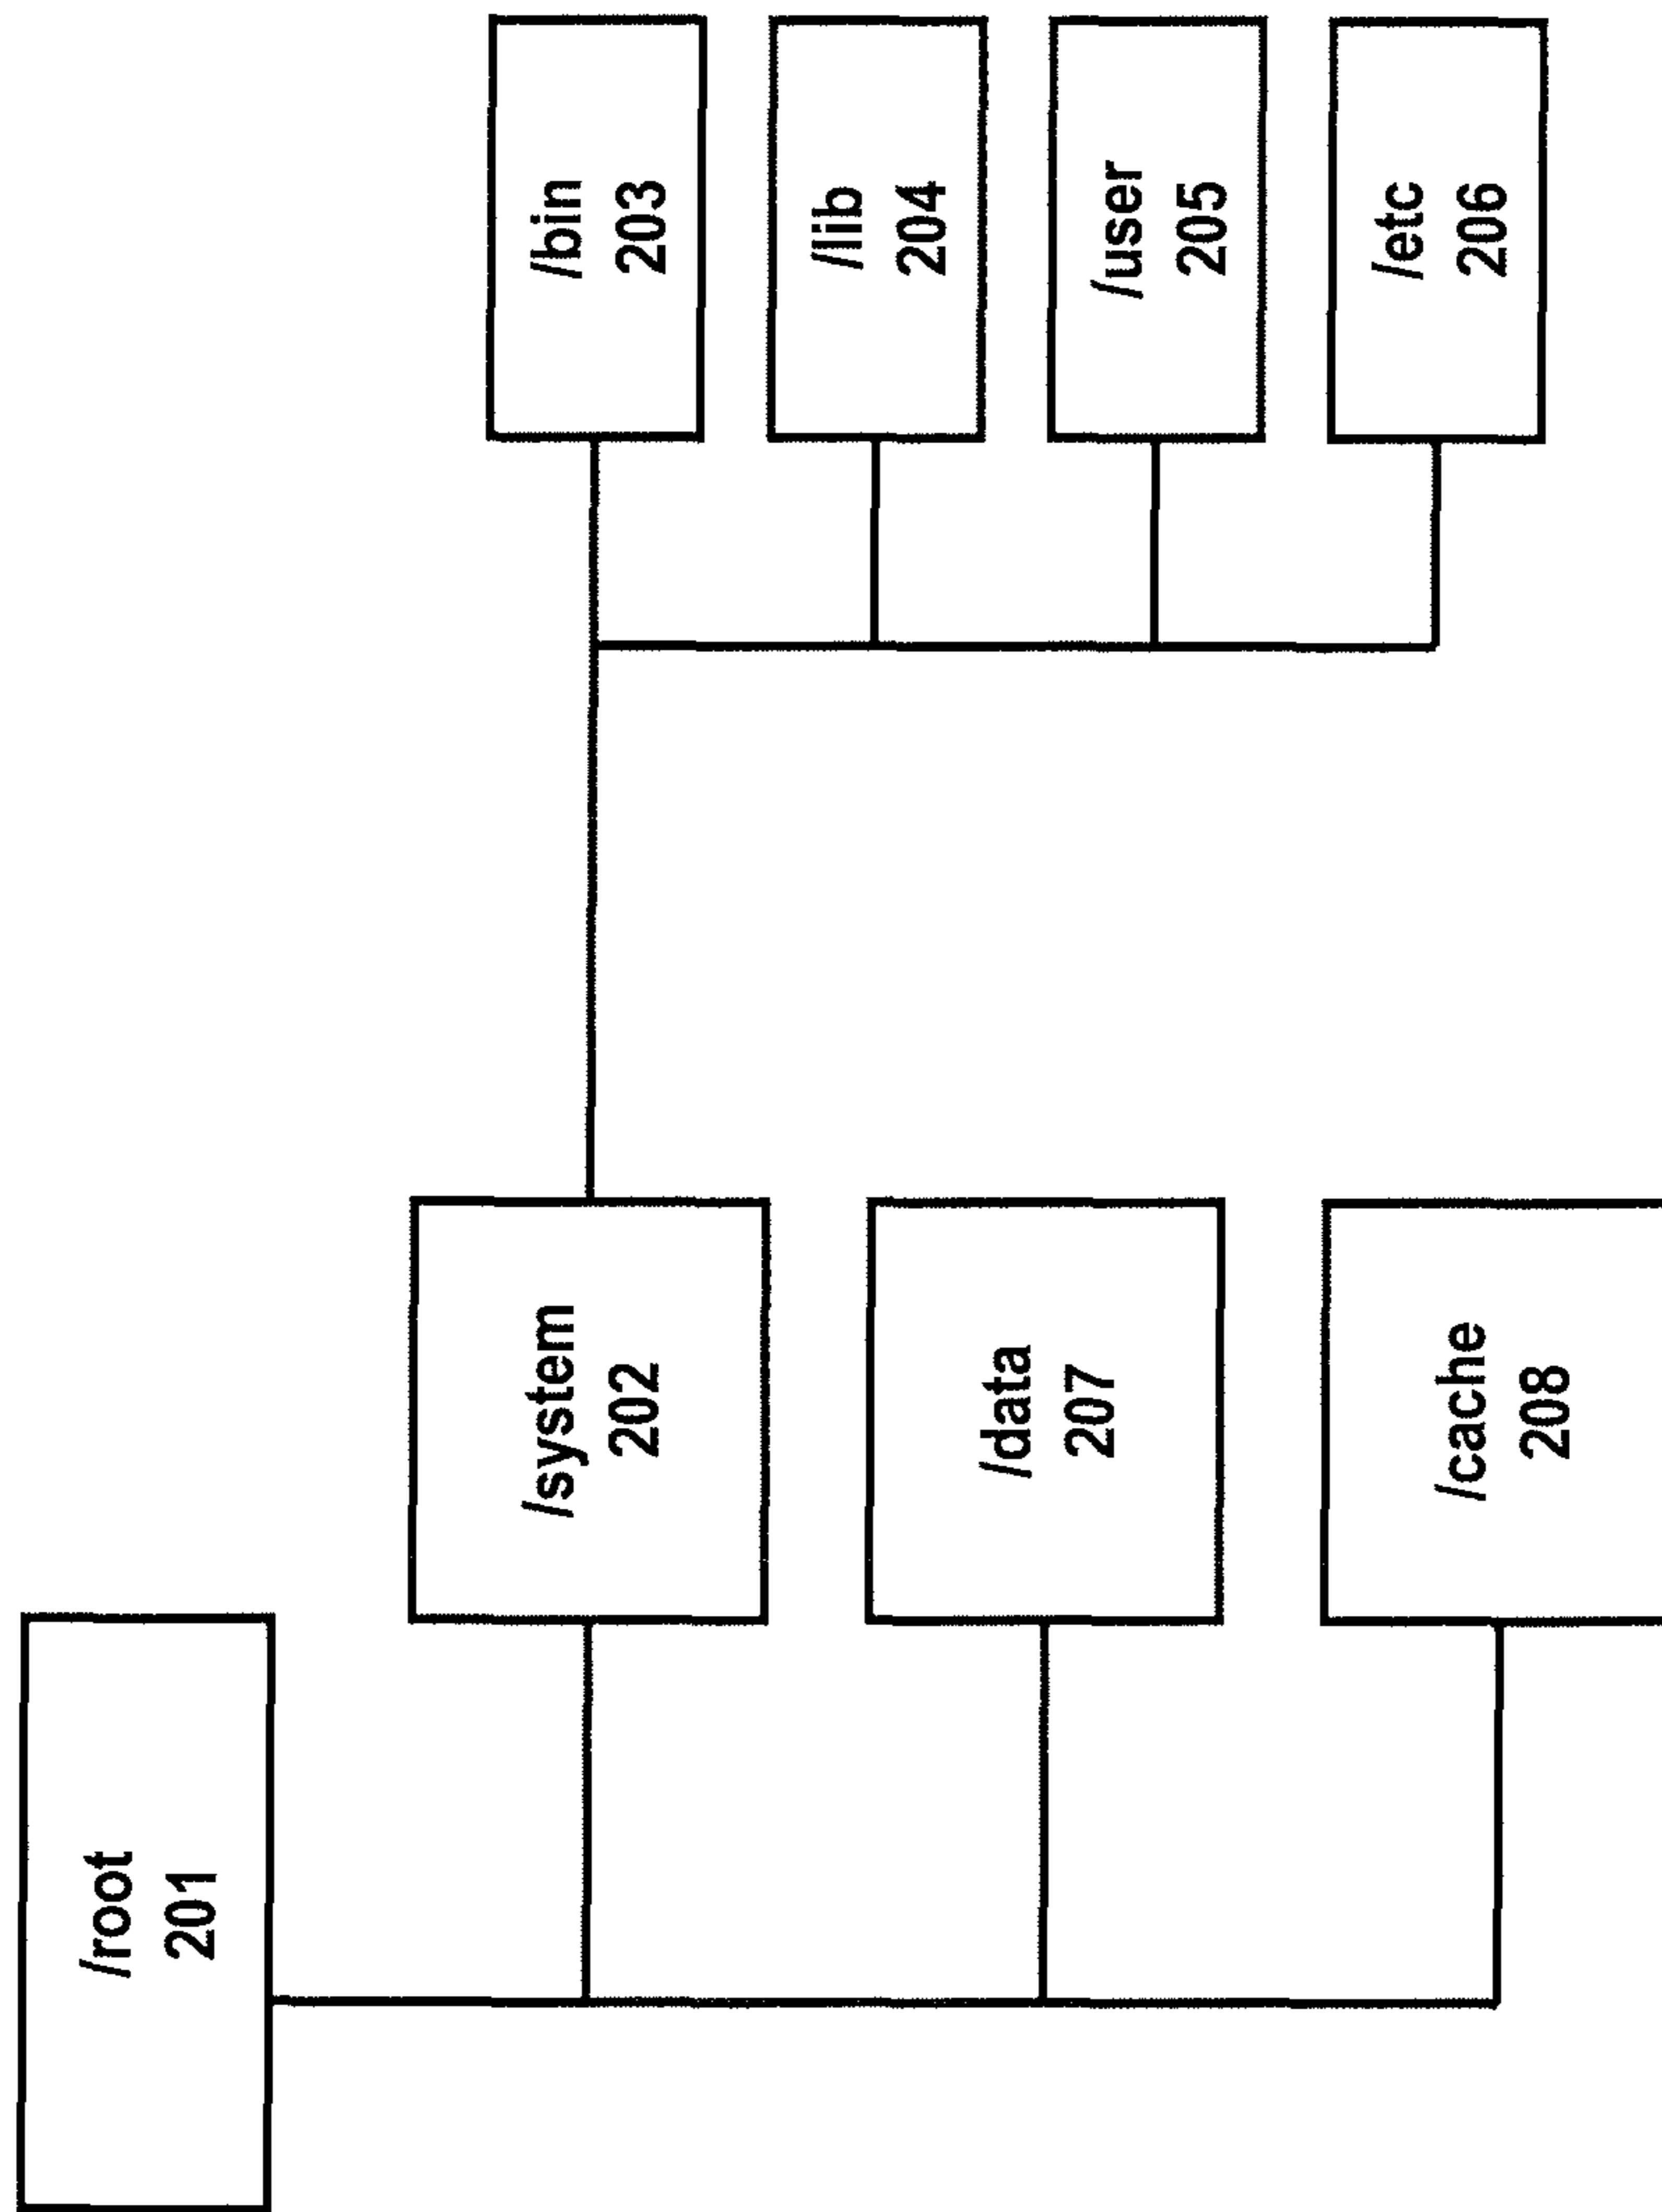 /root
201
/system
202
/bin
203
/lib
204
/user
205
/etc
206
/data
207
/cache
208